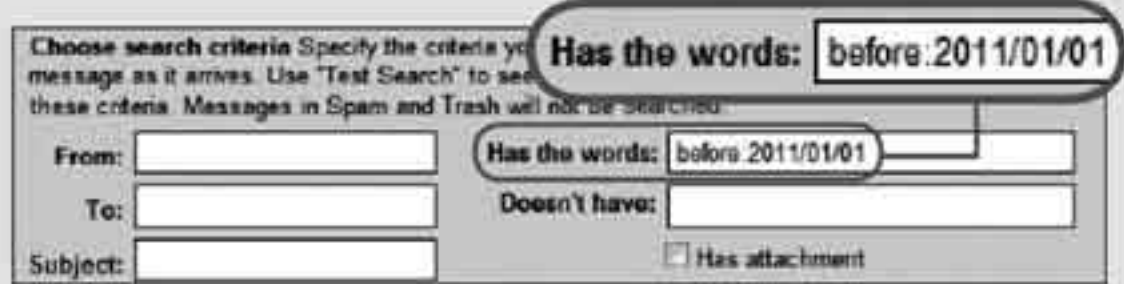 Has the words: before:2011/01/01
Choose search criteria Specify the criteria yo
message as it arrives. Use "Test Search" to see
these criteria. Messages in Spam and Trash will not be searched.
From: Has the words: before:2011/01/01
To: Doesn't have:
Subject: Has attachment